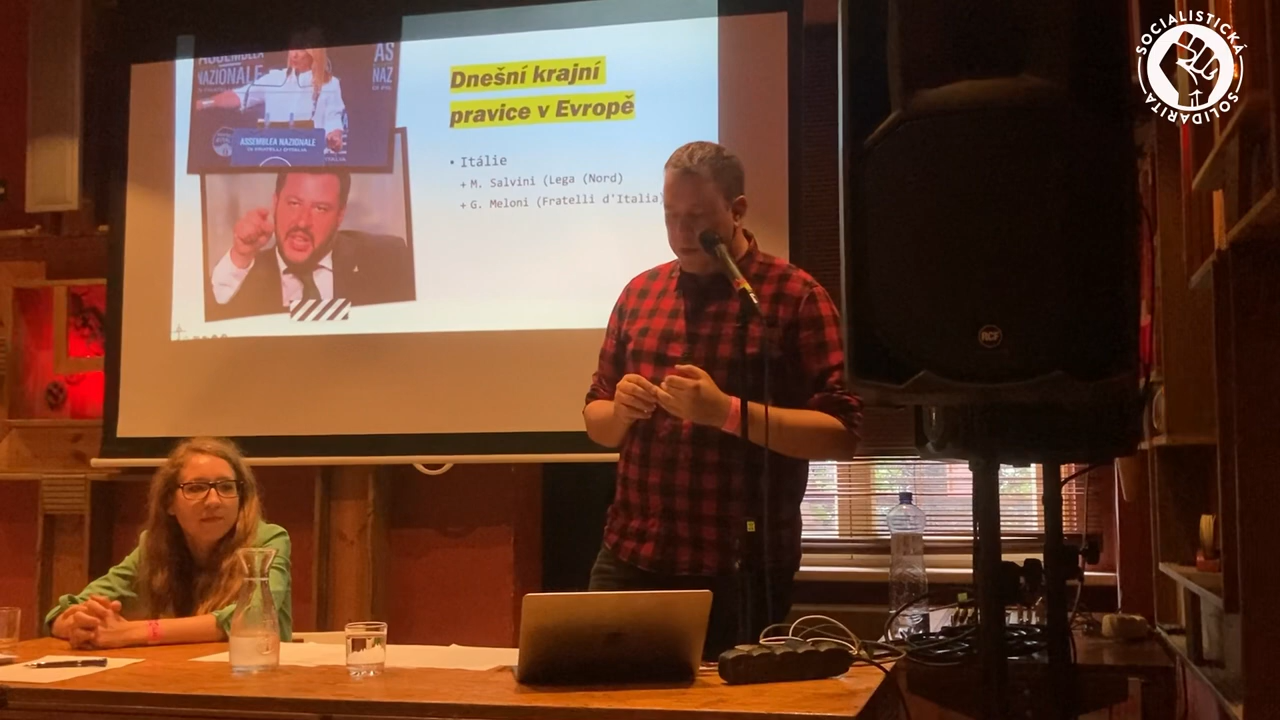 SOCIALISTICKÁ
SOLIDARITA
ASSEMBLEA
NAZIONALE
AS
NAZ
ASSEMBLEA NAZIONALE
Dnešní krajní
pravice v Evropě
• Itálie
+ M. Salvini (Lega (Nord)
+ G. Meloni (Fratelli d'Italia)
RCF